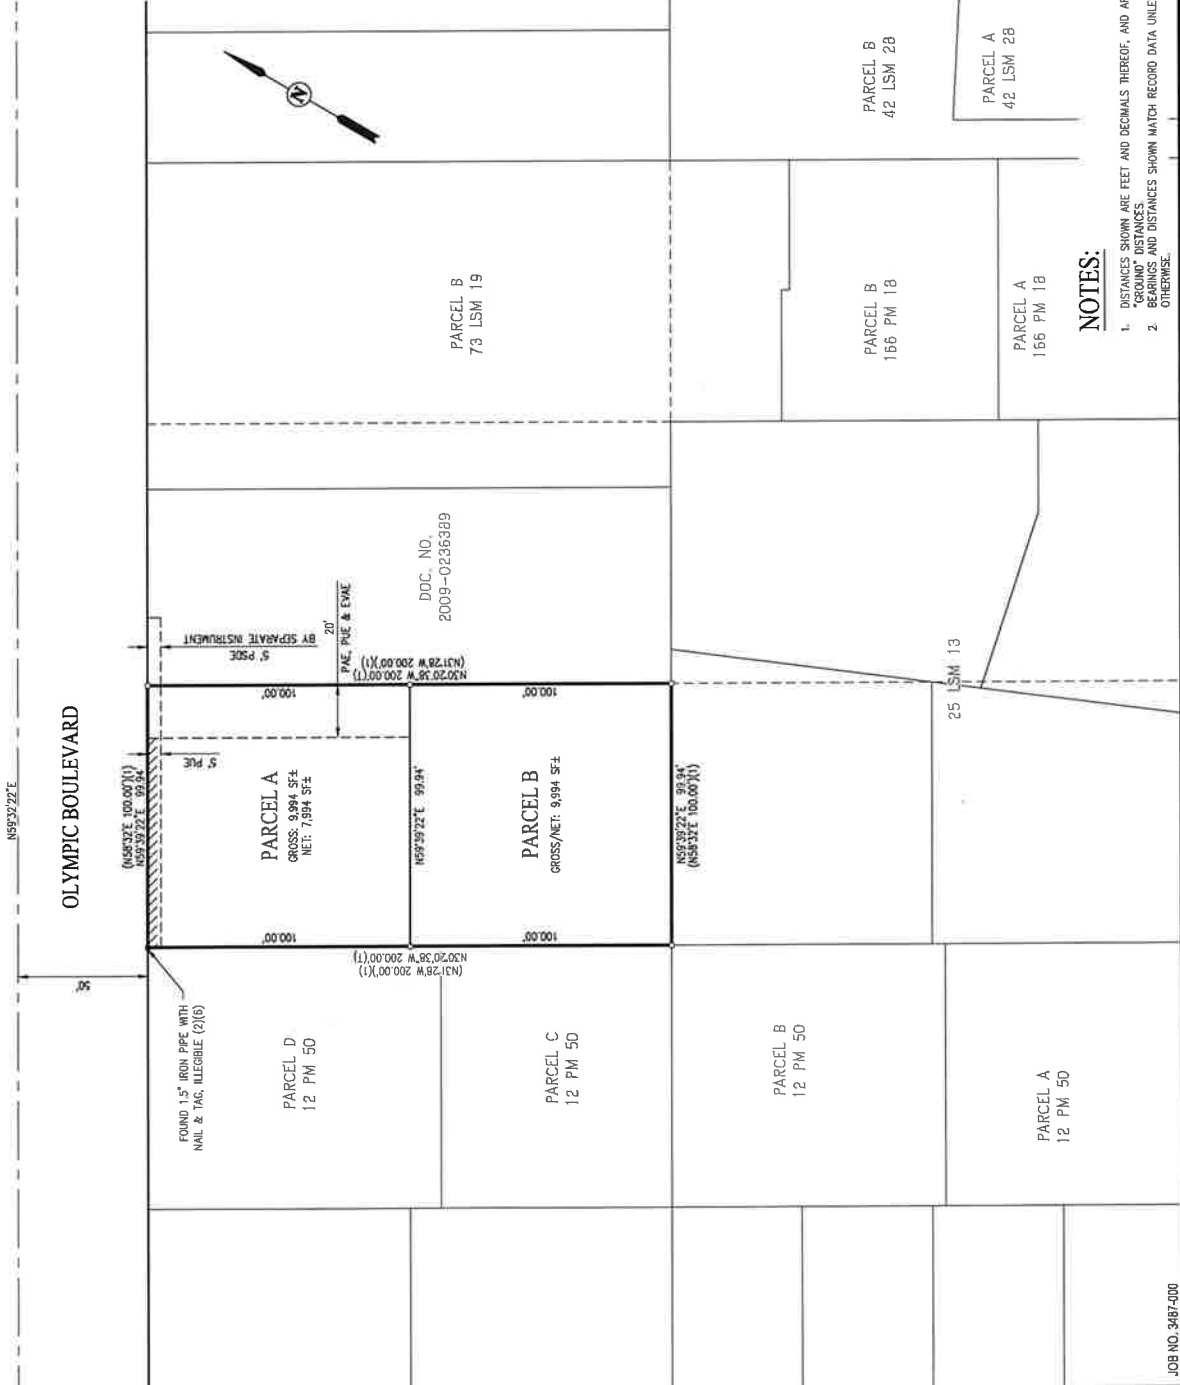 N59°32'22"E
OLYMPIC BOULEVARD
50'
(N58°32'E 100.00')(1)
N59°39'22"E 99.94'
FOUND 1.5" IRON PIPE WITH
NAIL & TAG, ILLEGIBLE (2)(6)
5' PUE
5' PSDE
BY SEPARATE INSTRUMENT
20'
PAE, PUE & EVAE
PARCEL A
GROSS: 9,994 SF±
NET: 7,994 SF±
100.00'
100.00'
N59°39'22"E 99.94'
PARCEL B
GROSS/NET: 9,994 SF±
100.00'
100.00'
N30°20'38"W 200.00'(T)
(N31°28'W 200.00')(1)
N30°20'38"W 200.00'(T)
(N31°28'W 200.00')(1)
N59°39'22"E 99.94'
(N58°32'E 100.00')(1)
DOC. NO.
2009-0236389
PARCEL D
12 PM 50
PARCEL C
12 PM 50
PARCEL B
12 PM 50
PARCEL A
12 PM 50
25 LSM 13
PARCEL B
73 LSM 19
PARCEL B
166 PM 18
PARCEL A
166 PM 18
PARCEL B
42 LSM 28
PARCEL A
42 LSM 28
N
NOTES:
1. DISTANCES SHOWN ARE FEET AND DECIMALS THEREOF, AND
"GROUND" DISTANCES.
2. BEARINGS AND DISTANCES SHOWN MATCH RECORD DATA
OTHERWISE.
JOB NO. 3487-000